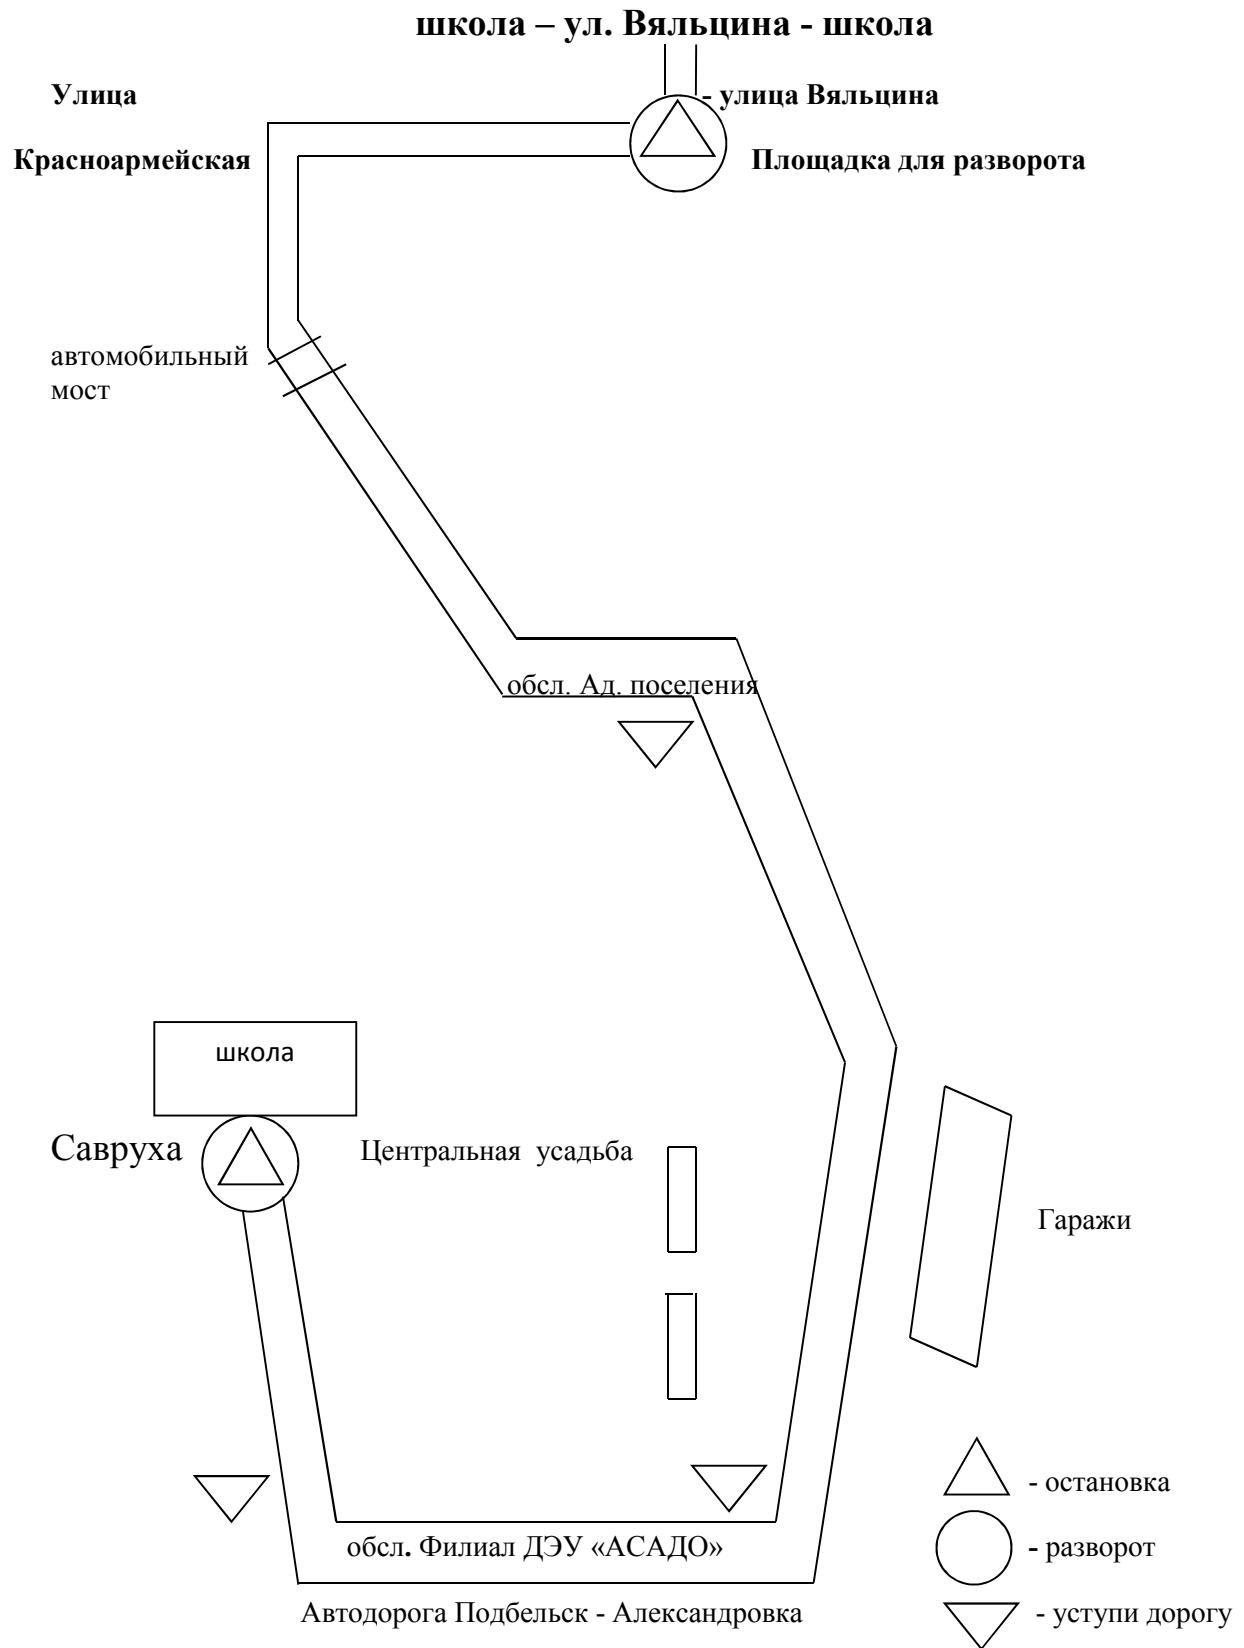 школа – ул. Вяльцина - школа
Улица
- улица Вяльцина
Красноармейская
Площадка для разворота
автомобильный
мост
обсл. Ад. поселения
школа
Савруха
Центральная усадьба
Гаражи
- остановка
обсл. Филиал ДЭУ «АСАДО»
- разворот
Автодорога Подбельск - Александровка
- уступи дорогу